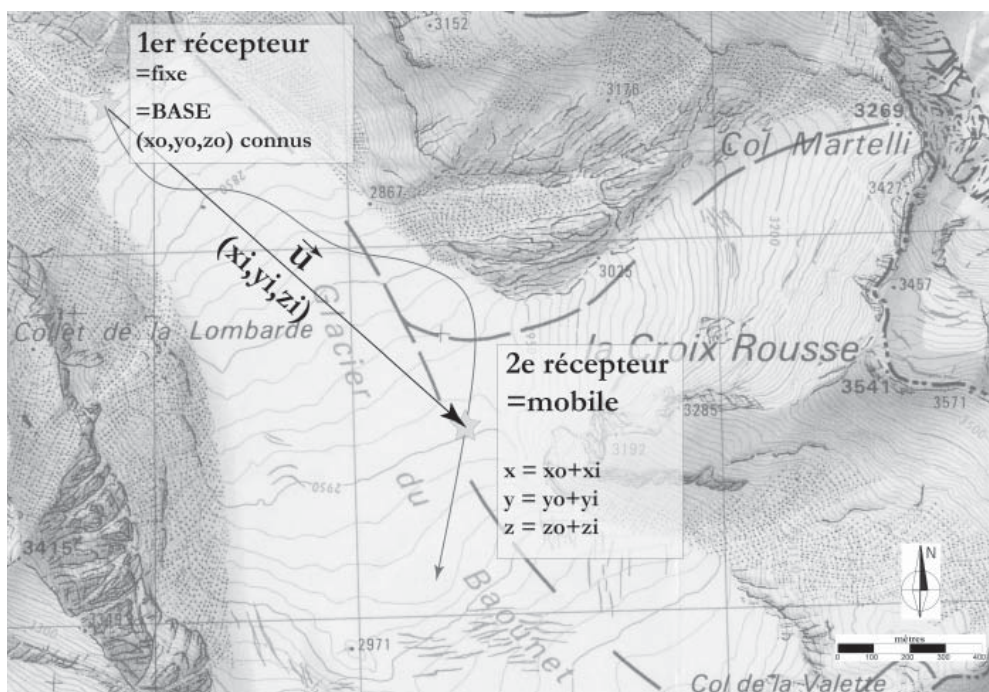 3152
1er récepteur
=fixe
=BASE
(xo,yo,zo) connus
3176
3269
Col Martelli
2850
2867
3427
3200
u
(xi,yi,zi)
3025
3457
Glacier
Collet de la Lombarde
la Croix Rousse
2e récepteur
=mobile
3541
3571
3285
3192
x = xo+xi
y = yo+yi
z = zo+zi
2950
du
3415
N
Baounet
2971
mètres
0 100 200 300 400
Col de la Valette